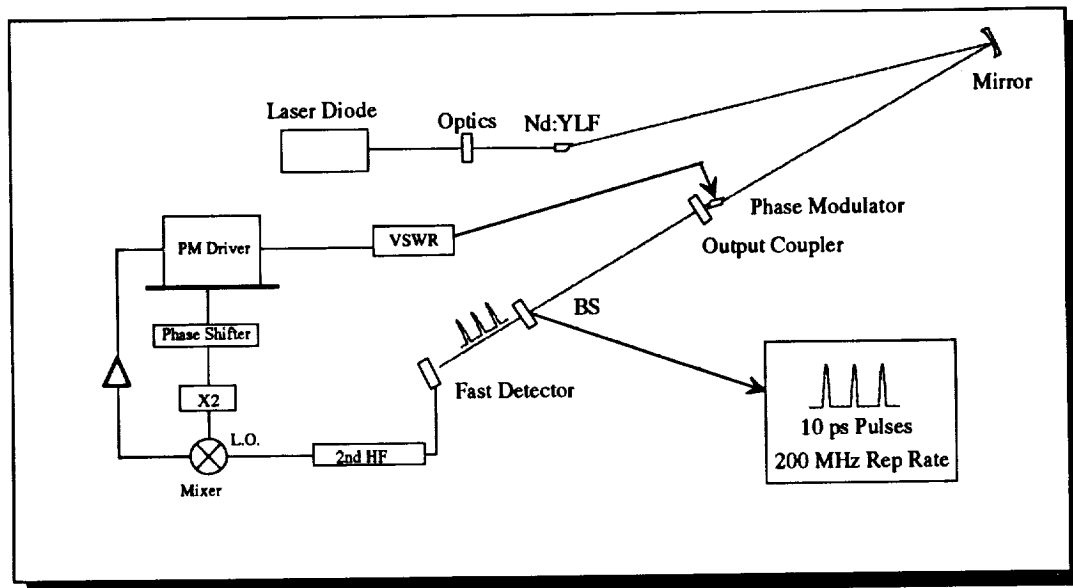 Mirror
Laser Diode
Optics
Nd:YLF
Phase Modulator
Output Coupler
VSWR
PM Driver
BS
Phase Shifter
Fast Detector
X2
L.O.
2nd HF
Mixer
10 ps Pulses
200 MHz Rep Rate